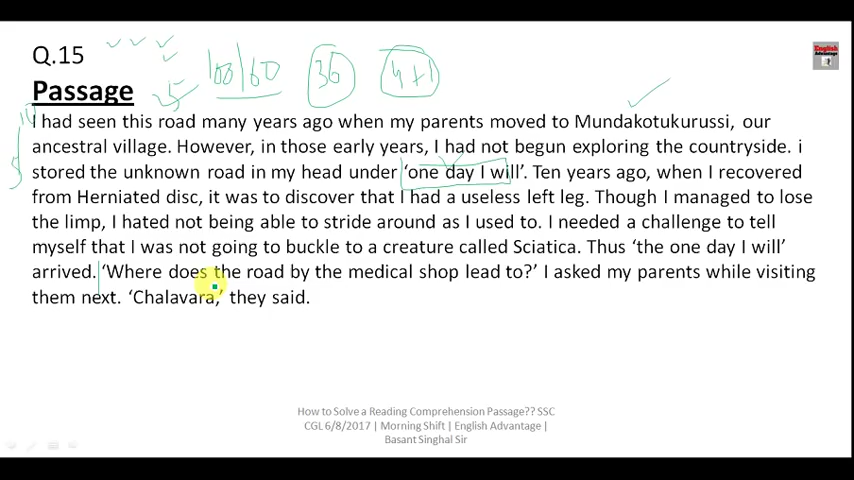 Q.15
100/60 36 4+1
Passage
10
5
I had seen this road many years ago when my parents moved to Mundakotukurussi, our
ancestral village. However, in those early years, I had not begun exploring the countryside. i
stored the unknown road in my head under ‘one day I will’. Ten years ago, when I recovered
from Herniated disc, it was to discover that I had a useless left leg. Though I managed to lose
the limp, I hated not being able to stride around as I used to. I needed a challenge to tell
myself that I was not going to buckle to a creature called Sciatica. Thus ‘the one day I will’
arrived. ‘Where does the road by the medical shop lead to?’ I asked my parents while visiting
them next. ‘Chalavara,’ they said.
How to Solve a Reading Comprehension Passage?? SSC
CGL 6/8/2017 | Morning Shift | English Advantage |
Basant Singhal Sir
English
Advantage